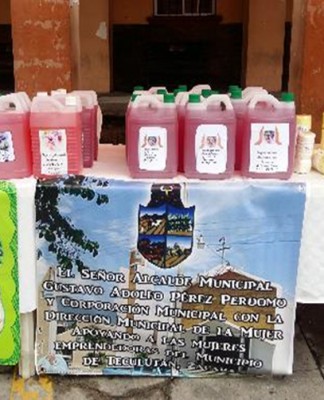 El Señor Alcalde Municipal
Gustavo Adolfo Pérez Perdomo
y Corporación Municipal con la
Dirección Municipal de la Mujer
Apoyando a las mujeres
emprendedoras del Municipio
de Teculután, Zacapa